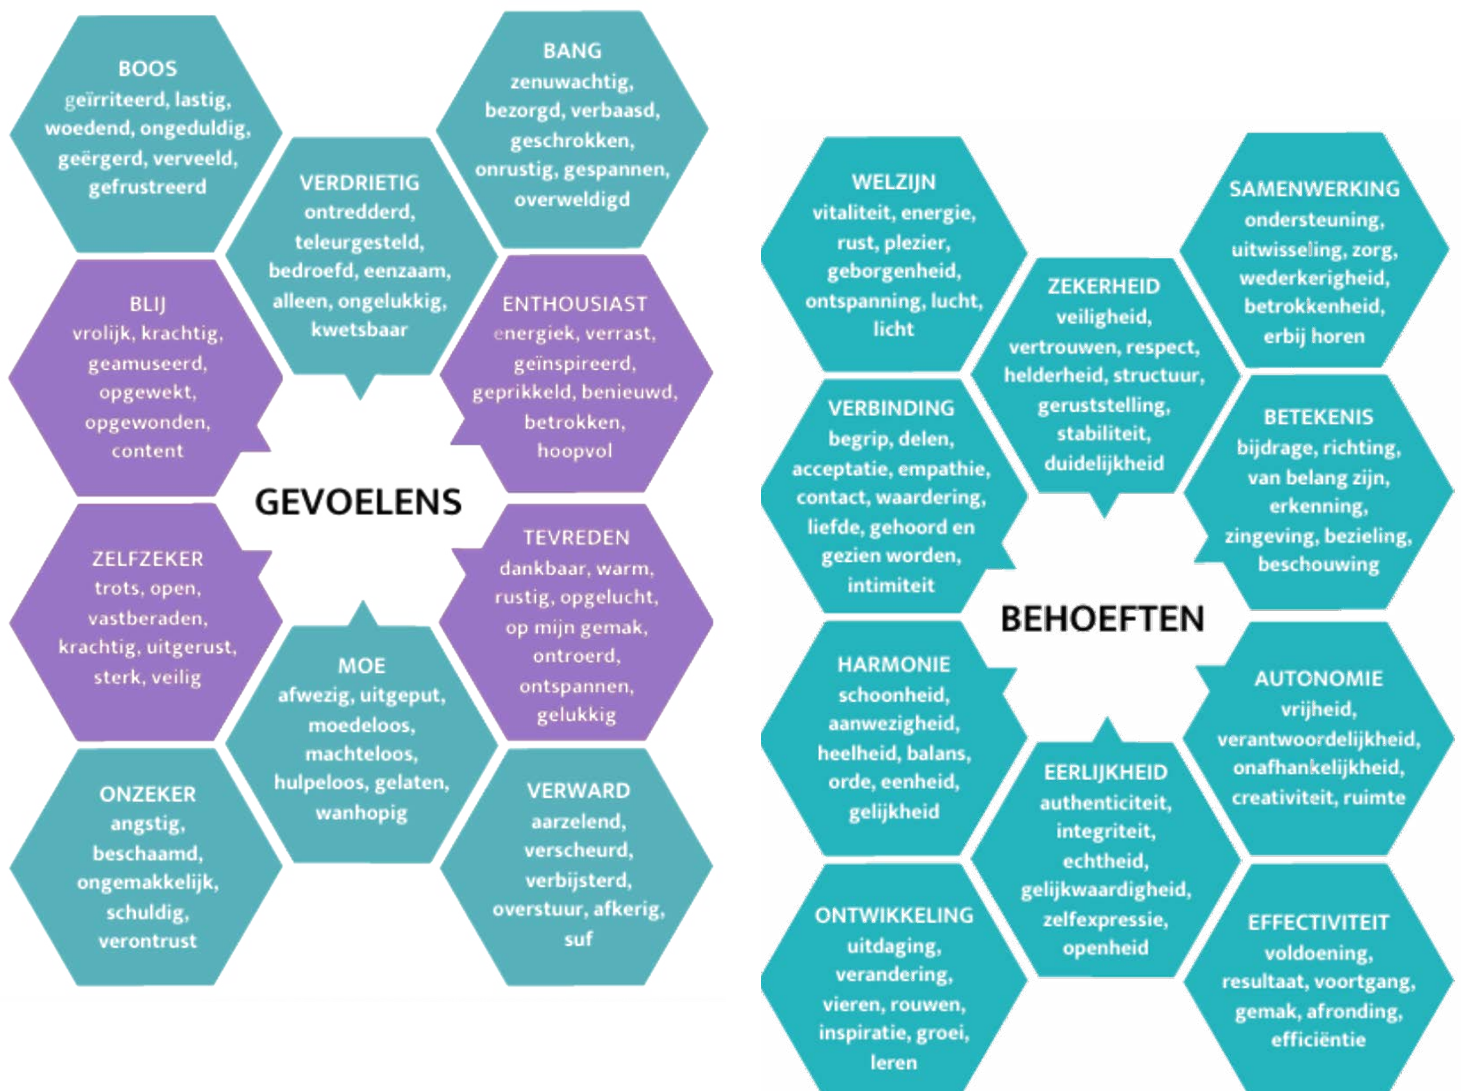 BOOS
geïrriteerd, lastig,
woedend, ongeduldig,
geërgerd, verveeld,
gefrustreerd
BANG
zenuwachtig,
bezorgd, verbaasd,
geschrokken,
onrustig, gespannen,
overweldigd
VERDRIETIG
ontredderd,
teleurgesteld,
bedroefd, eenzaam,
alleen, ongelukkig,
kwetsbaar
BLIJ
vrolijk, krachtig,
geamuseerd,
opgewekt,
opgewonden,
content
ENTHOUSIAST
energiek, verrast,
geïnspireerd,
geprikkeld, benieuwd,
betrokken,
hoopvol
GEVOELENS
ZELFZEKER
trots, open,
vastberaden,
krachtig, uitgerust,
sterk, veilig
TEVREDEN
dankbaar, warm,
rustig, opgelucht,
op mijn gemak,
ontroerd,
ontspannen,
gelukkig
MOE
afwezig, uitgeput,
moedeloos,
machteloos,
hulpeloos, gelaten,
wanhopig
ONZEKER
angstig,
beschaamd,
ongemakkelijk,
schuldig,
verontrust
VERWARD
aarzelend,
verscheurd,
verbijsterd,
overstuur, afkerig,
suf
WELZIJN
vitaliteit, energie,
rust, plezier,
geborgenheid,
ontspanning, lucht,
licht
SAMENWERKING
ondersteuning,
uitwisseling, zorg,
wederkerigheid,
betrokkenheid,
erbij horen
ZEKERHEID
veiligheid,
vertrouwen, respect,
helderheid, structuur,
geruststelling,
stabiliteit,
duidelijkheid
VERBINDING
begrip, delen,
acceptatie, empathie,
contact, waardering,
liefde, gehoord en
gezien worden,
intimiteit
BETEKENIS
bijdrage, richting,
van belang zijn,
erkenning,
zingeving, bezieling,
beschouwing
BEHOEFTEN
HARMONIE
schoonheid,
aanwezigheid,
heelheid, balans,
orde, eenheid,
gelijkheid
AUTONOMIE
vrijheid,
verantwoordelijkheid,
onafhankelijkheid,
creativiteit, ruimte
EERLIJKHEID
authenticiteit,
integriteit,
echtheid,
gelijkwaardigheid,
zelfexpressie,
openheid
ONTWIKKELING
uitdaging,
verandering,
vieren, rouwen,
inspiratie, groei,
leren
EFFECTIVITEIT
voldoening,
resultaat, voortgang,
gemak, afronding,
efficiëntie